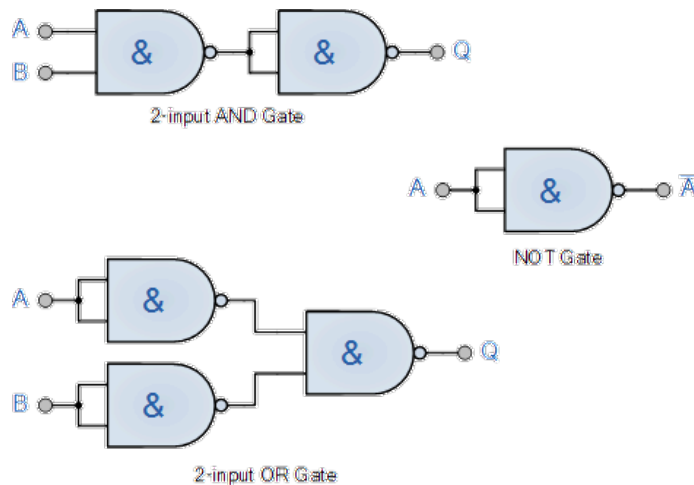 A
B
& &
Q
2-input AND Gate
A & A̅
NOT Gate
A &
& Q
B &
2-input OR Gate